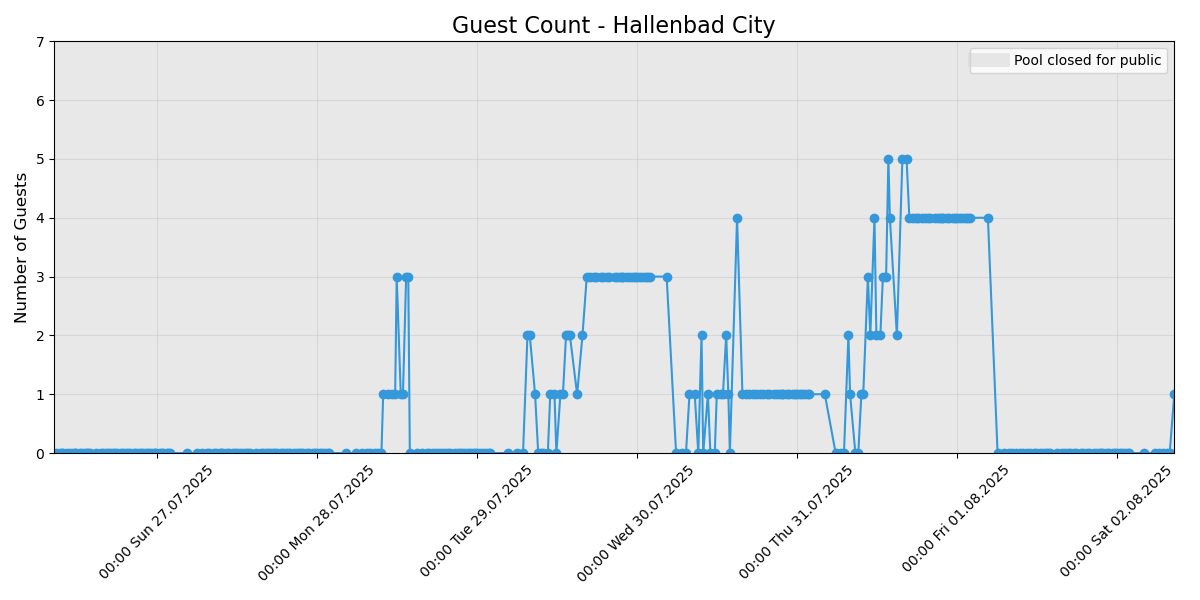 Guest Count - Hallenbad City
Pool closed for public
Number of Guests
7
6
5
4
3
2
1
0
00:00 Sun 27.07.2025
00:00 Mon 28.07.2025
00:00 Tue 29.07.2025
00:00 Wed 30.07.2025
00:00 Thu 31.07.2025
00:00 Fri 01.08.2025
00:00 Sat 02.08.2025